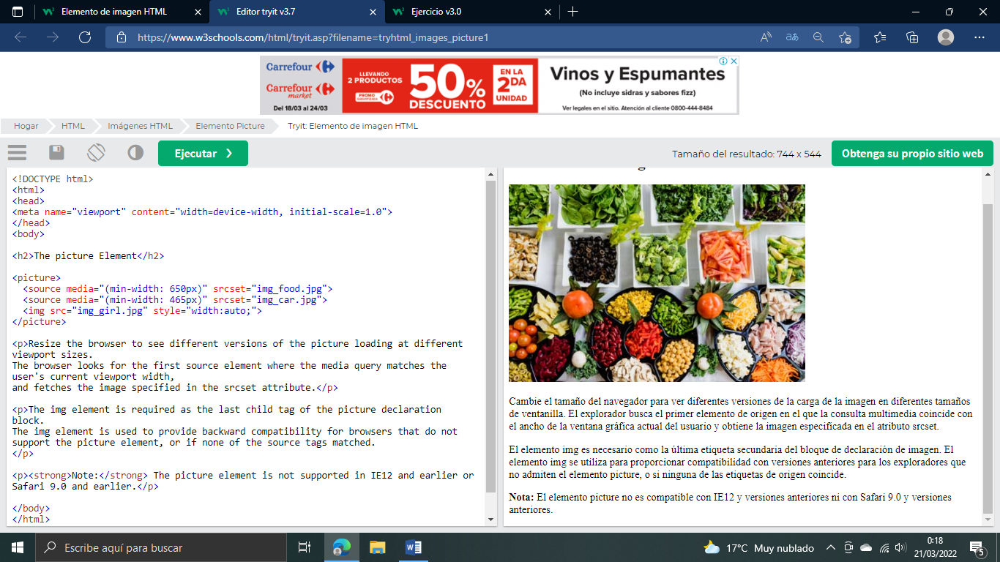 Elemento de imagen HTML
Editor tryit v3.7
Ejercicio v3.0
https://www.w3schools.com/html/tryit.asp?filename=tryhtml_images_picture1
Carrefour
Carrefour
market
Del 18/03 al 24/03
LLEVANDO
2 PRODUCTOS
PROMO
50%
DESCUENTO
EN LA
2DA
UNIDAD
Vinos y Espumantes
(No incluye sidras y sabores fizz)
Ver legales en el sitio. Atención al cliente 0800-444-8484
Hogar
HTML
Imágenes HTML
Elemento Picture
Tryit: Elemento de imagen HTML
Ejecutar ❯
Tamaño del resultado: 744 x 544
Obtenga su propio sitio web
<!DOCTYPE html>
<html>
<head>
<meta name="viewport" content="width=device-width, initial-scale=1.0">
</head>
<body>
<h2>The picture Element</h2>
<picture>
<source media="(min-width: 650px)" srcset="img_food.jpg">
<source media="(min-width: 465px)" srcset="img_car.jpg">
<img src="img_girl.jpg" style="width:auto;">
</picture>
<p>Resize the browser to see different versions of the picture loading at different
viewport sizes.
The browser looks for the first source element where the media query matches the
user's current viewport width,
and fetches the image specified in the srcset attribute.</p>
<p>The img element is required as the last child tag of the picture declaration
block.
The img element is used to provide backward compatibility for browsers that do not
support the picture element, or if none of the source tags matched.
</p>
<p><strong>Note:</strong> The picture element is not supported in IE12 and earlier or
Safari 9.0 and earlier.</p>
</body>
</html>
Cambie el tamaño del navegador para ver diferentes versiones de la carga de la imagen en diferentes tamaños
de ventanilla. El explorador busca el primer elemento de origen en el que la consulta multimedia coincide con
el ancho de la ventana gráfica actual del usuario y obtiene la imagen especificada en el atributo srcset.
El elemento img es necesario como la última etiqueta secundaria del bloque de declaración de imagen. El
elemento img se utiliza para proporcionar compatibilidad con versiones anteriores para los exploradores que
no admiten el elemento picture, o si ninguna de las etiquetas de origen coincide.
Nota: El elemento picture no es compatible con IE12 y versiones anteriores ni con Safari 9.0 y versiones
anteriores.
Escribe aquí para buscar
17°C Muy nublado
0:18
21/03/2022
5